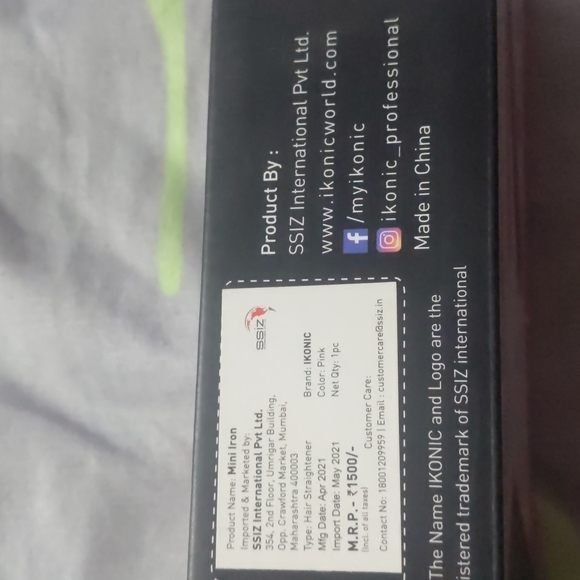 Product Name: Mini Iron
Imported & Marketed by:
SSIZ International Pvt Ltd.
354, 2nd Floor, Umrigar Building,
Opp. Crawford Market, Mumbai,
Maharashtra 400003
Type: Hair Straightener Brand: IKONIC
Mfg Date: Apr 2021 Color: Pink
Import Date: May 2021 Net Qty: 1pc
M.R.P.- ₹1500/-
(Incl. of all taxes) Customer Care:
Contact No: 18001209959 | Email : customercare@ssiz.in
SSIZ
Product By :
SSIZ International Pvt Ltd.
www.ikonicworld.com
f /myikonic
ikonic_professional
Made in China
The Name IKONIC and Logo are the
istered trademark of SSIZ international